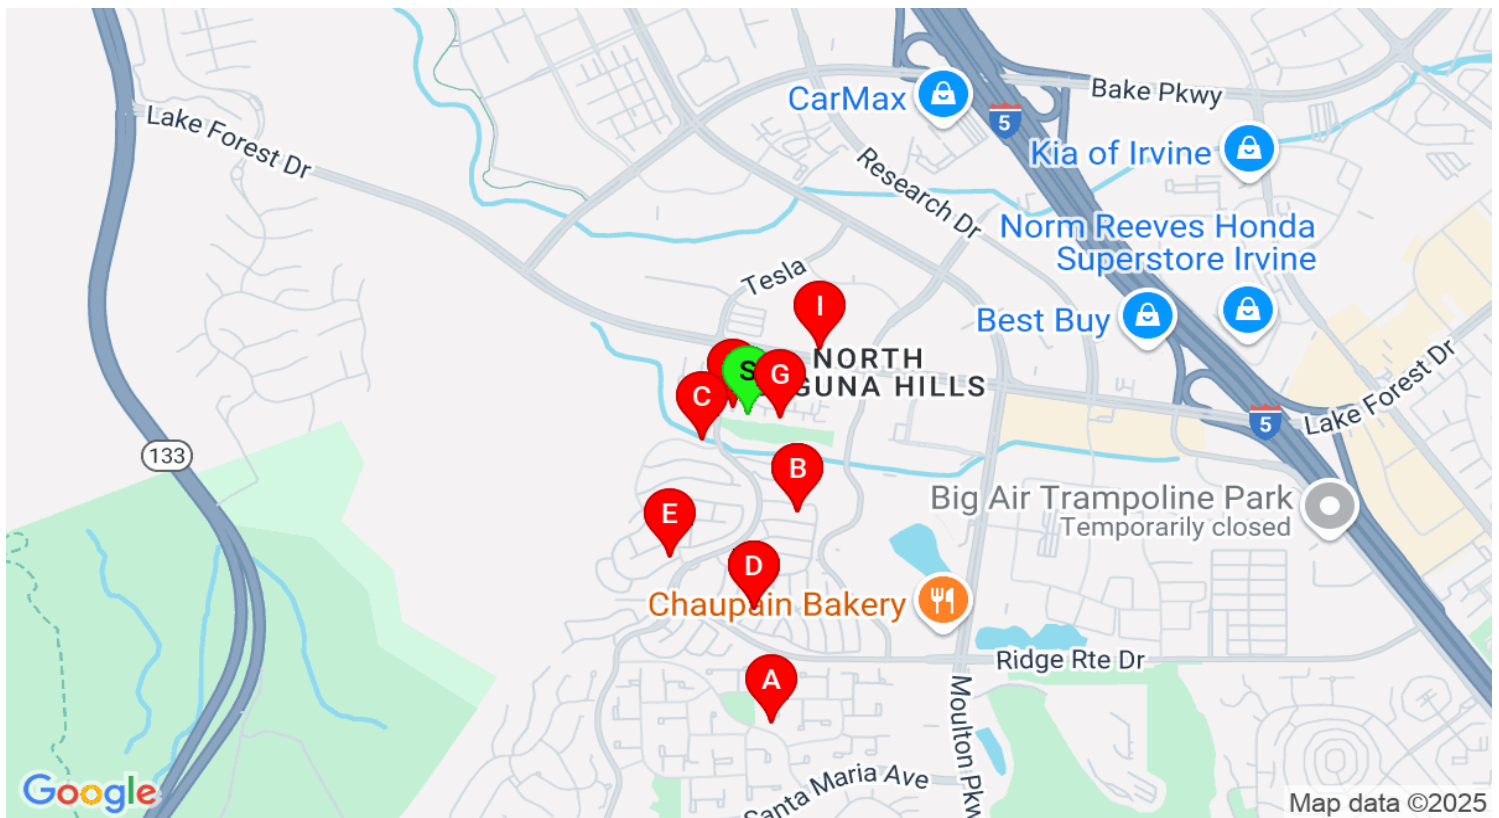 Bake Pkwy
CarMax
5
Lake Forest Dr
Kia of Irvine
Research Dr
Norm Reeves Honda
Superstore Irvine
Tesla
I
Best Buy
S
G
NORTH
GUNA HILLS
C
Lake Forest Dr
5
133
B
E
Big Air Trampoline Park
Temporarily closed
D
Chaupain Bakery
Ridge Rte Dr
A
Moulton Pkw
Santa Maria Ave
Google
Map data ©2025